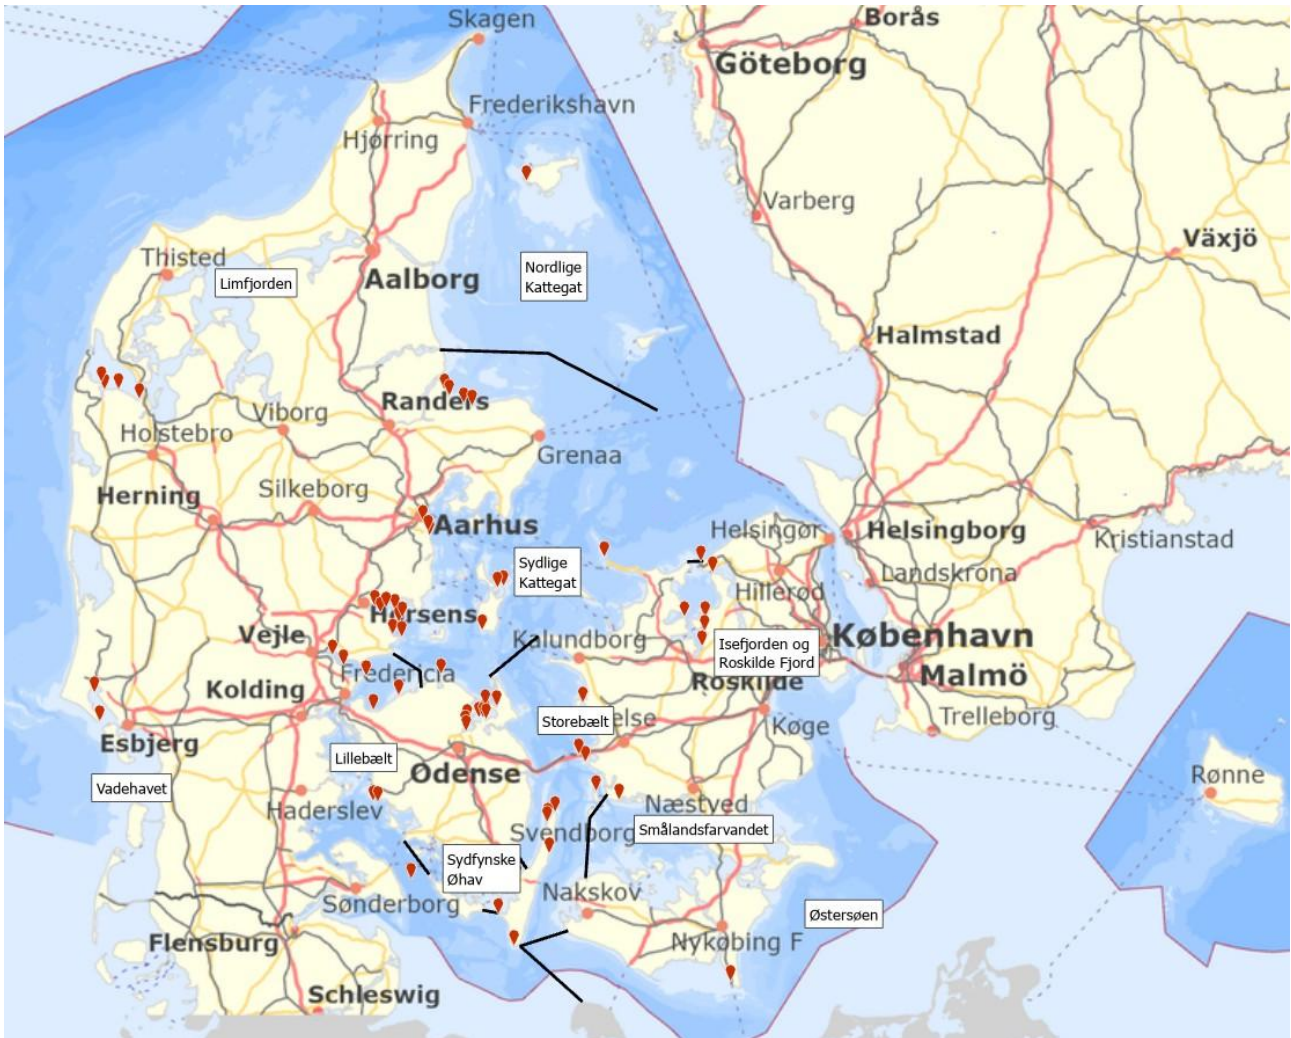 Skagen
Borås
Göteborg
Frederikshavn
Hjørring
Varberg
Växjö
Thisted
Limfjorden
Aalborg
Nordlige
Kattegat
Halmstad
Randers
Viborg
Holstebro
Grenaa
Silkeborg
Herning
Aarhus
Helsingør
Helsingborg
Kristianstad
Sydlige
Kattegat
Landskrona
Hillerød
Horsens
Vejle
Kalundborg
København
Isefjorden og
Roskilde Fjord
Malmö
Fredericia
Kolding
Roskilde
Trelleborg
Storebælt
else
Køge
Esbjerg
Lillebælt
Odense
Rønne
Vadehavet
Haderslev
Næstved
Svendborg
Smålandsfarvandet
Sydfynske
Øhav
Nakskov
Sønderborg
Østersøen
Flensburg
Nykøbing F
Schleswig